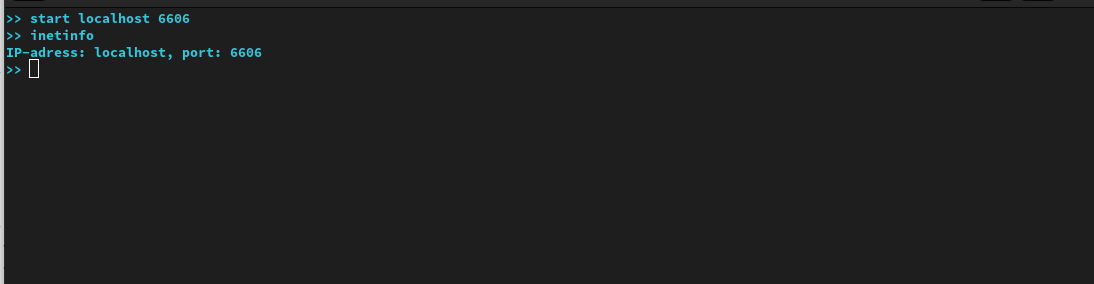 >> start localhost 6606
>> inetinfo
IP-adress: localhost, port: 6606
>>